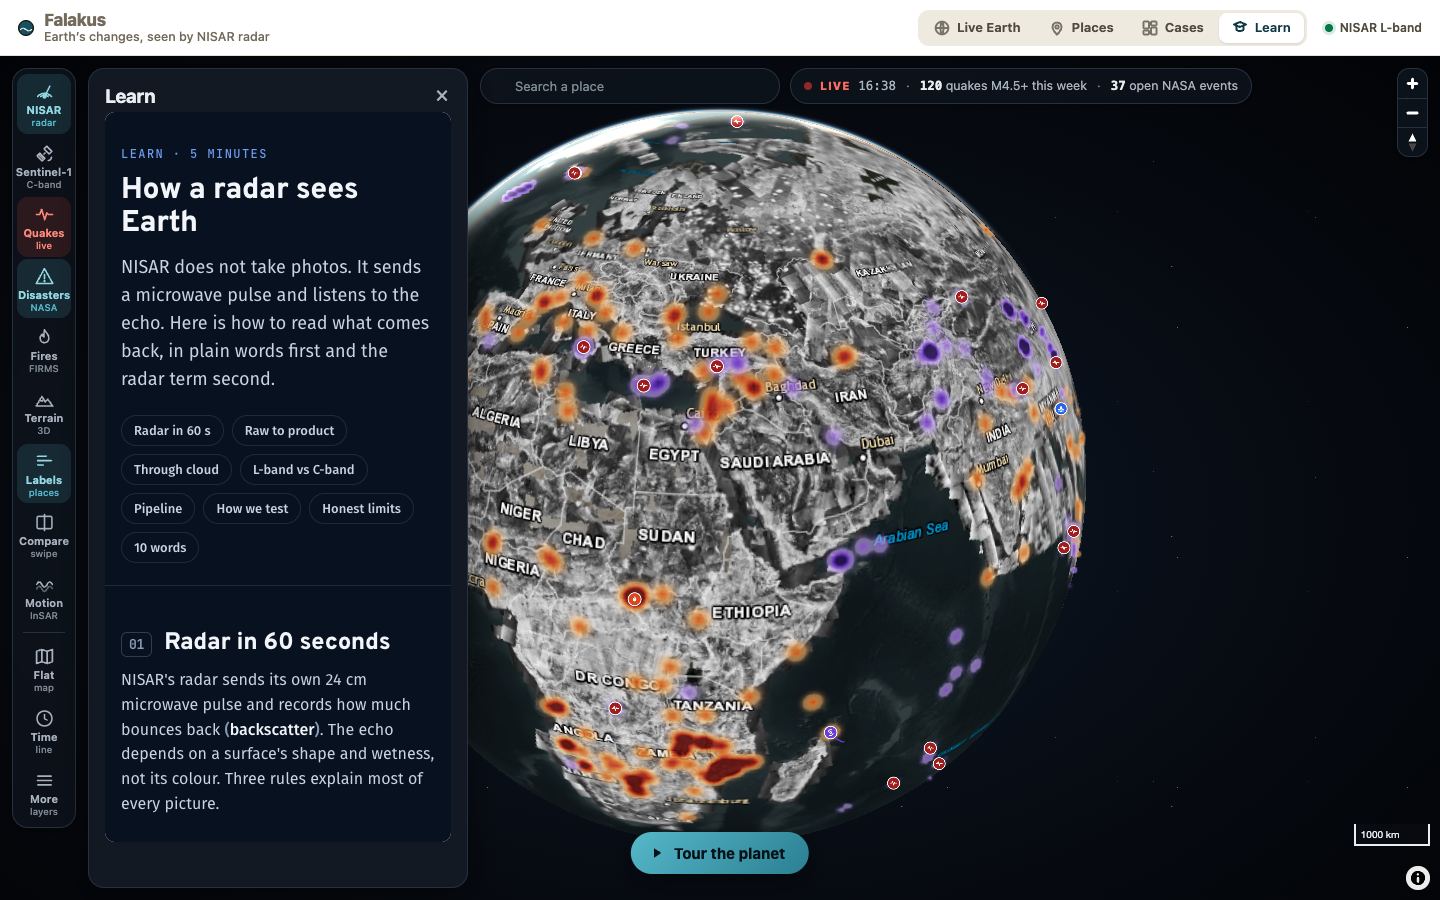 Falakus
Earth's changes, seen by NISAR radar
Live Earth
Places
Cases
Learn
NISAR L-band
NISAR
radar
Sentinel-1
C-band
Quakes
live
Disasters
NASA
Fires
FIRMS
Terrain
3D
Labels
places
Compare
swipe
Motion
InSAR
Flat
map
Time
line
More
layers
Learn
LEARN · 5 MINUTES
How a radar sees
Earth
NISAR does not take photos. It sends
a microwave pulse and listens to the
echo. Here is how to read what comes
back, in plain words first and the
radar term second.
Radar in 60 s
Raw to product
Through cloud
L-band vs C-band
Pipeline
How we test
Honest limits
10 words
01 Radar in 60 seconds
NISAR's radar sends its own 24 cm
microwave pulse and records how much
bounces back (backscatter). The echo
depends on a surface's shape and wetness,
not its colour. Three rules explain most of
every picture.
Search a place
LIVE 16:38 · 120 quakes M4.5+ this week · 37 open NASA events
Warsaw
UKRAINE
FRANCE
ITALY
Istanbul
GREECE
TURKEY
Baghdad
IRAN
ALGERIA
LIBYA
EGYPT
SAUDI ARABIA
Dubai
INDIA
Mumbai
NIGER
CHAD
SUDAN
Arabian Sea
NIGERIA
ETHIOPIA
DR CONGO
TANZANIA
ANGOLA
Tour the planet
1000 km